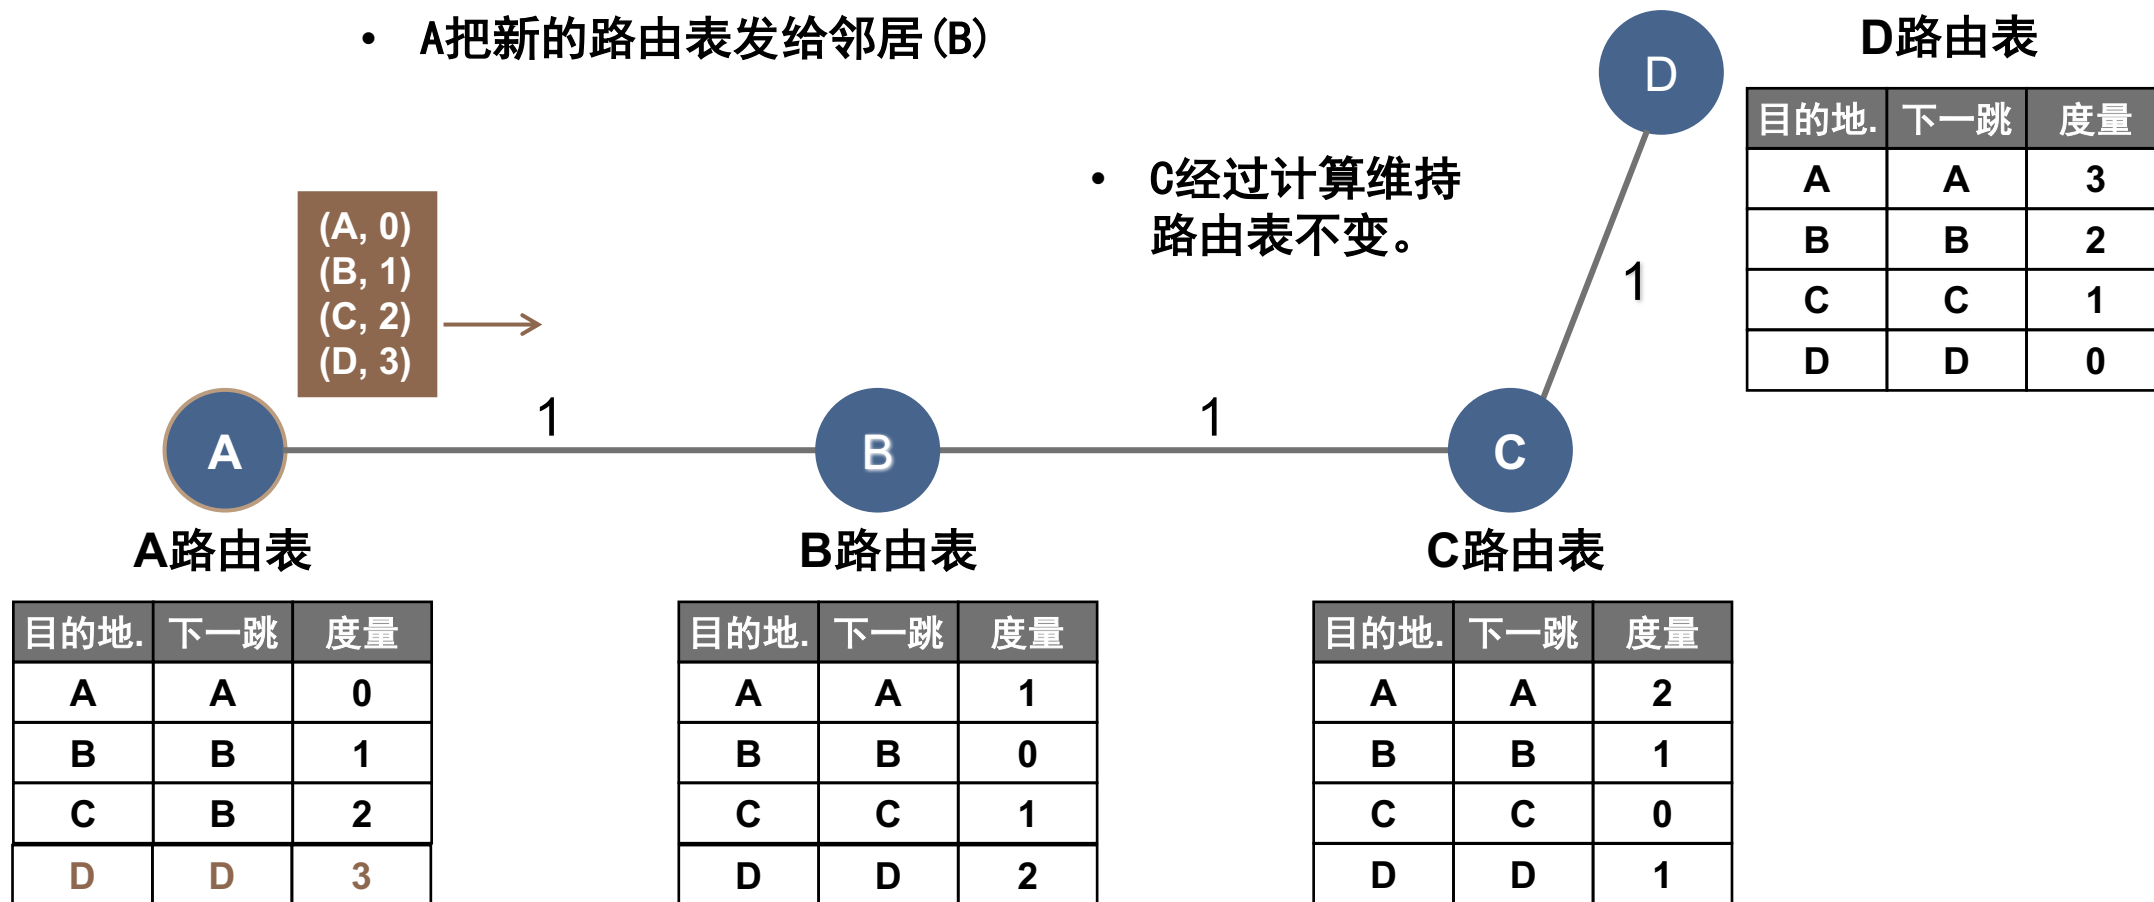 • A把新的路由表发给邻居(B)
D
D路由表
目的地. 下一跳 度量
A A 3
B B 2
C C 1
D D 0
• C经过计算维持
路由表不变。
(A, 0)
(B, 1)
(C, 2)
(D, 3)
1
1
1
A
B
C
A路由表
目的地. 下一跳 度量
A A 0
B B 1
C B 2
D D 3
B路由表
目的地. 下一跳 度量
A A 1
B B 0
C C 1
D D 2
C路由表
目的地. 下一跳 度量
A A 2
B B 1
C C 0
D D 1